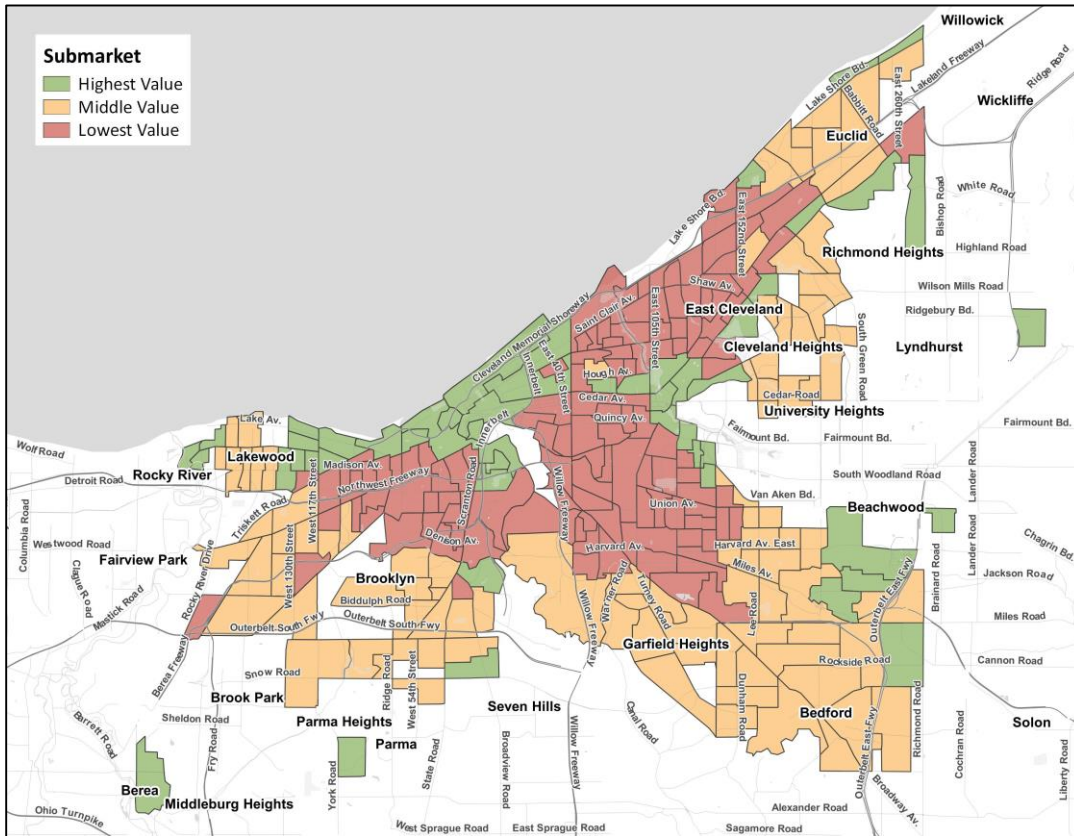 Submarket
Highest Value
Middle Value
Lowest Value
Willowick
Lakeland Freeway
Ridge Road
Lake Shore Bd.
East 260th Street
Babbitt Road
Wickliffe
Euclid
White Road
Bishop Road
Lake Shore Bd.
East 152nd Street
Richmond Heights
Highland Road
Shaw Av.
Wilson Mills Road
Cleveland Memorial Shoreway
Saint Clair Av.
East 105th Street
East Cleveland
Ridgebury Bd.
South Green Road
Lyndhurst
Innerbelt
East 40th Street
Cleveland Heights
Hough Av.
Cedar Road
Cedar Av.
University Heights
Lake Av.
Innerbelt
Quincy Av.
Fairmount Bd.
Fairmount Bd.
Fairmount Bd.
Wolf Road
Lakewood
Madison Av.
Rocky River
Detroit Road
Northwest Freeway
Scranton Road
South Woodland Road
Lander Road
Triskett Road
West 117th Street
Willow Freeway
Union Av.
Van Aken Bd.
Beachwood
Columbia Road
Westwood Road
Denison Av.
Harvard Av.
Harvard Av. East
Lander Road
Chagrin Bd.
Fairview Park
Rocky River Drive
West 130th Street
Clague Road
Mastick Road
Brooklyn
Biddulph Road
Miles Av.
Outerbelt East Fwy
Brainard Road
Jackson Road
Warner Road
Turney Road
Lee Road
Miles Road
Outerbelt South Fwy
Outerbelt South Fwy
Willow Freeway
Garfield Heights
Berea Freeway
Snow Road
Rockside Road
Cannon Road
Brook Park
Ridge Road
West 54th Street
Dunham Road
Bedford
Richmond Road
Sheldon Road
Barrett Road
Parma Heights
Seven Hills
Canal Road
Solon
Fry Road
Parma
State Road
Broadview Road
Willow Freeway
Outerbelt East Fwy
Cochran Road
Liberty Road
York Road
Berea
Middleburg Heights
Broadway Av.
Ohio Turnpike
Alexander Road
West Sprague Road
East Sprague Road
Sagamore Road